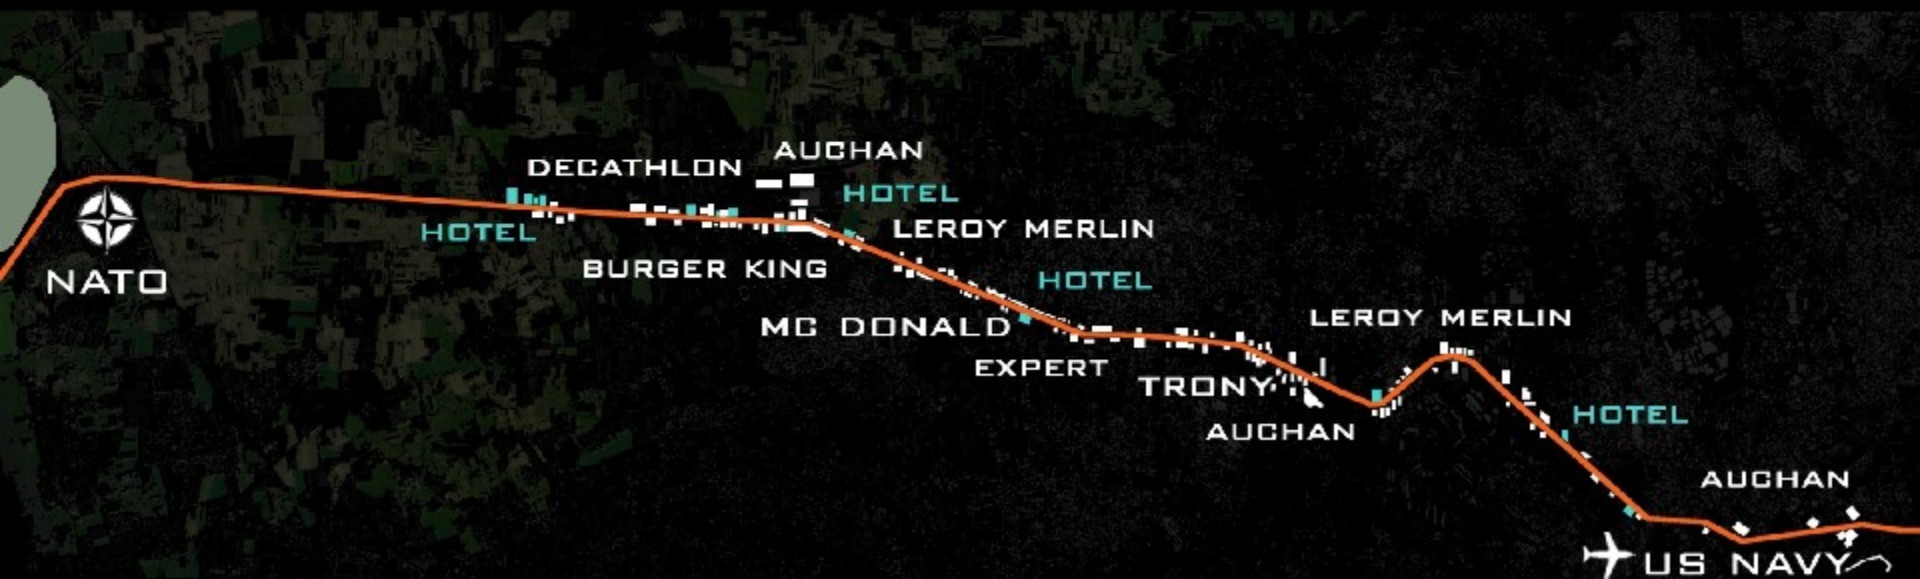 AUCHAN
DECATHLON
HOTEL
LEROY MERLIN
HOTEL
BURGER KING
HOTEL
NATO
MC DONALD
LEROY MERLIN
EXPERT
TRONY
HOTEL
AUCHAN
AUCHAN
US NAVY